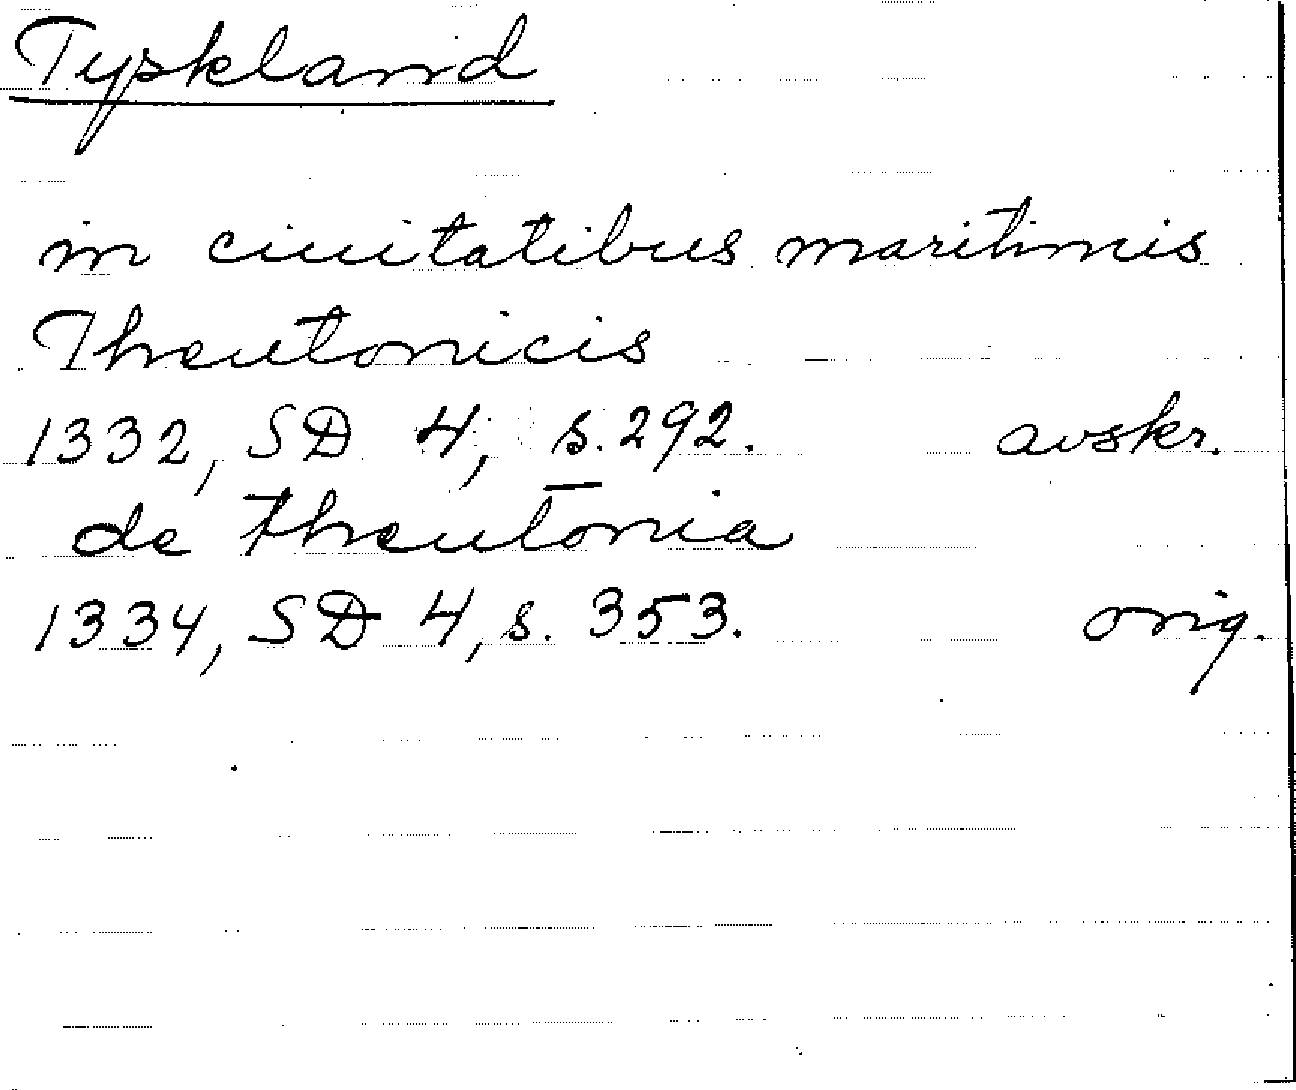 Tyskland
in ciuitatibus maritimis
Theutonicis
1332, SD 4, s. 292. avskr.
de theutonia
1334, SD 4, s. 353. orig.